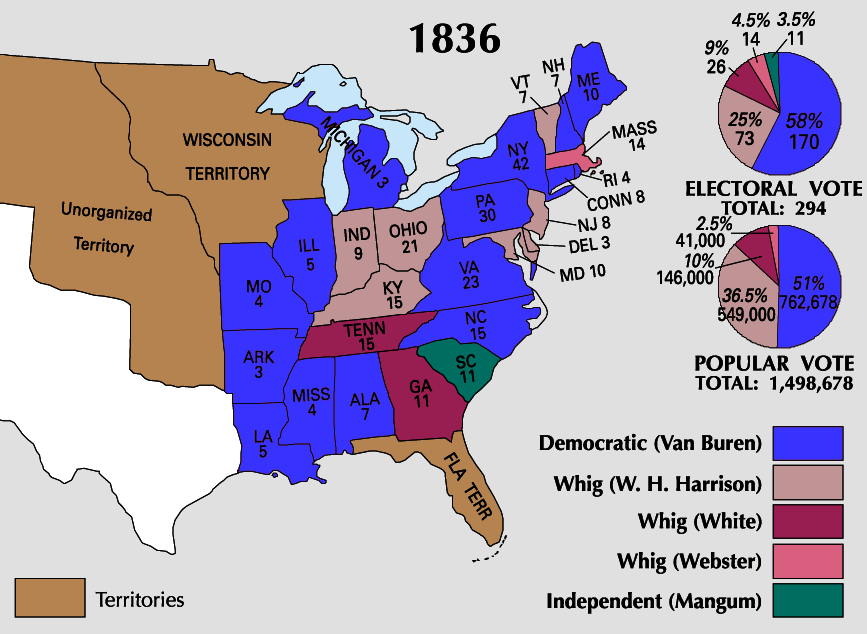 1836
4.5%
14
3.5%
11
9%
26
25%
73
58%
170
ELECTORAL VOTE
TOTAL: 294
2.5%
41,000
10%
146,000
36.5%
549,000
51%
762,678
POPULAR VOTE
TOTAL: 1,498,678
WISCONSIN
TERRITORY
Unorganized
Territory
MICHIGAN 3
VT
7
NH
7
ME
10
MASS
14
NY
42
RI 4
CONN 8
PA
30
NJ 8
DEL 3
MD 10
ILL
5
IND
9
OHIO
21
MO
4
KY
15
VA
23
NC
15
TENN
15
ARK
3
SC
11
MISS
4
ALA
7
GA
11
LA
5
FLA TERR
Democratic (Van Buren)
Whig (W. H. Harrison)
Whig (White)
Whig (Webster)
Independent (Mangum)
Territories